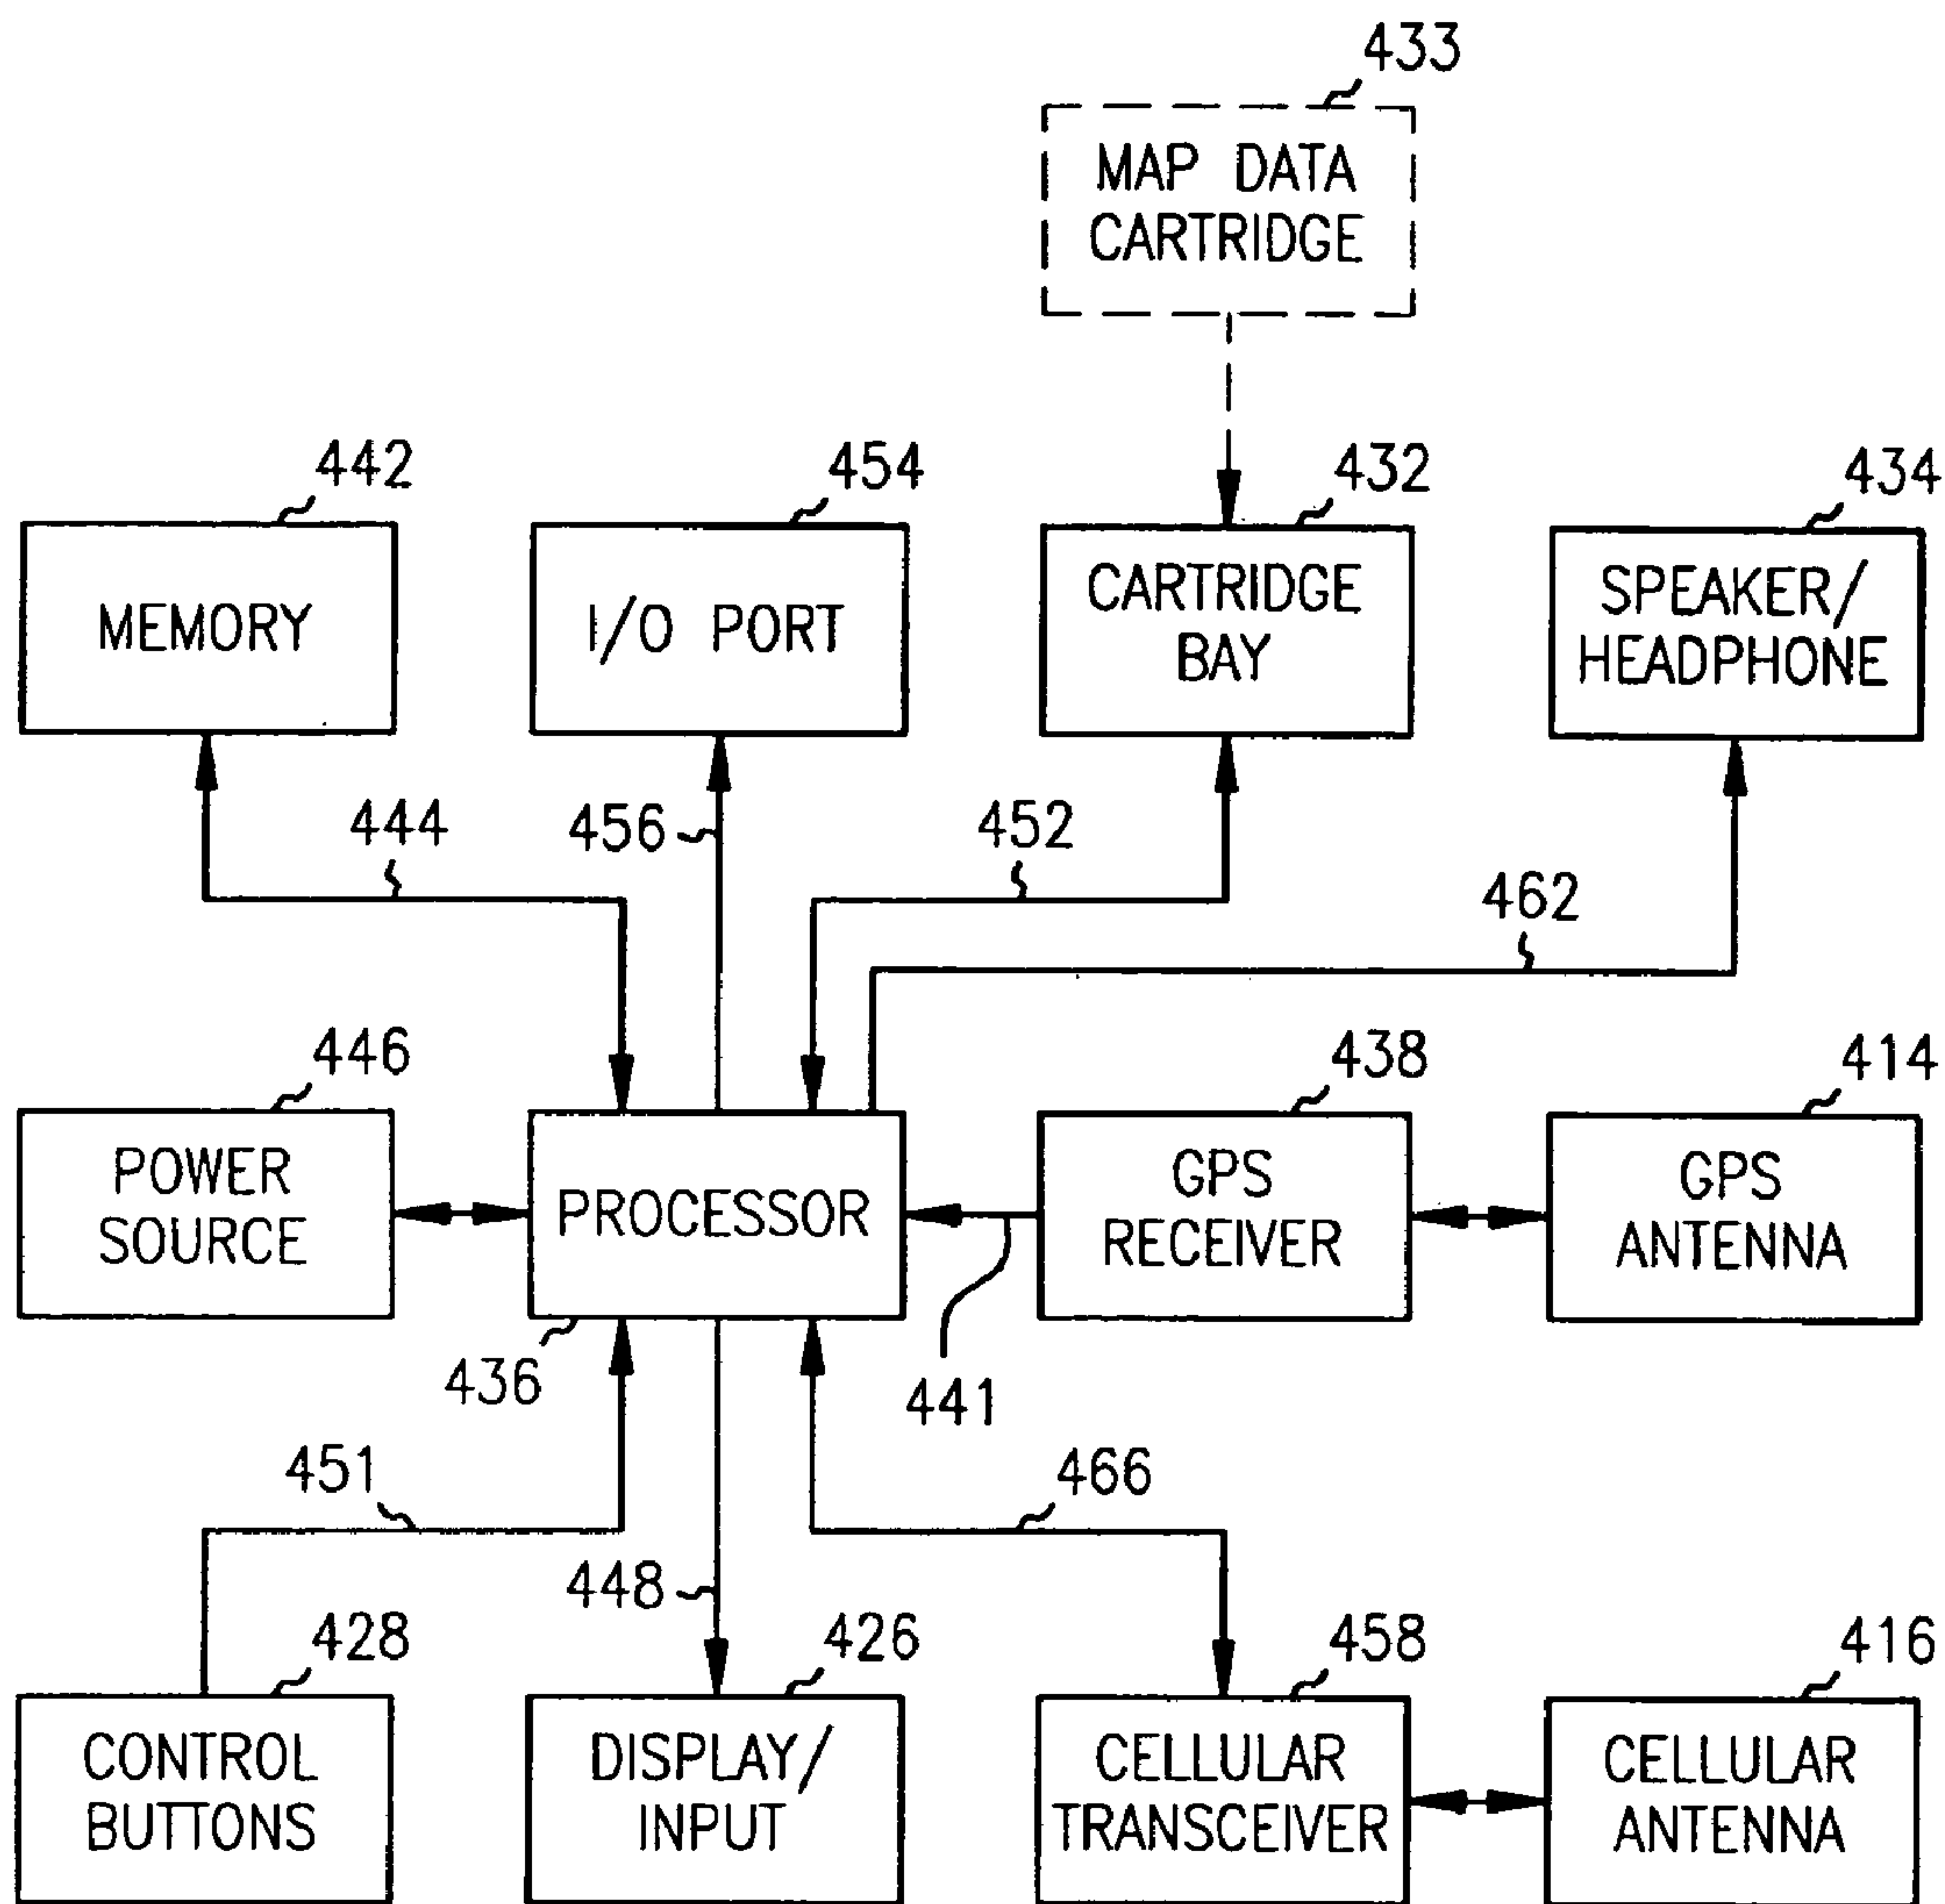 433
MAP DATA
CARTRIDGE
442
454
432
434
MEMORY
I/O PORT
CARTRIDGE
BAY
SPEAKER/
HEADPHONE
444
456
452
462
446
438
414
POWER
SOURCE
PROCESSOR
GPS
RECEIVER
GPS
ANTENNA
436
441
451
466
448
428
426
458
416
CONTROL
BUTTONS
DISPLAY/
INPUT
CELLULAR
TRANSCEIVER
CELLULAR
ANTENNA